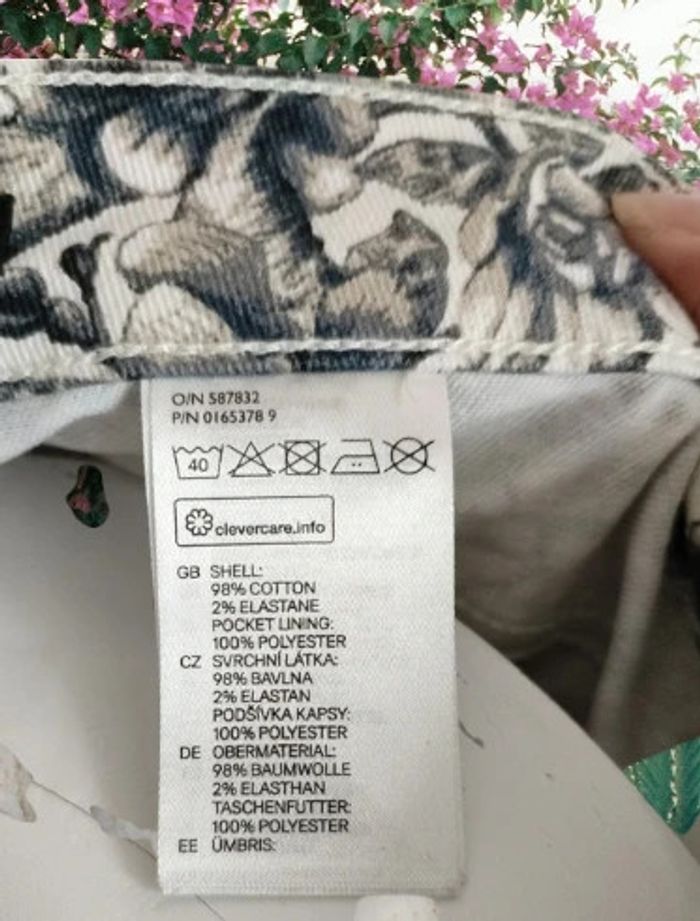 O/N 587832
P/N 0165378 9
40
clevercare.info
GB SHELL:
98% COTTON
2% ELASTANE
POCKET LINING:
100% POLYESTER
CZ SVRCHNÍ LÁTKA:
98% BAVLNA
2% ELASTAN
PODŠÍVKA KAPSY:
100% POLYESTER
DE OBERMATERIAL:
98% BAUMWOLLE
2% ELASTHAN
TASCHENFUTTER:
100% POLYESTER
EE ÜMBRIS: